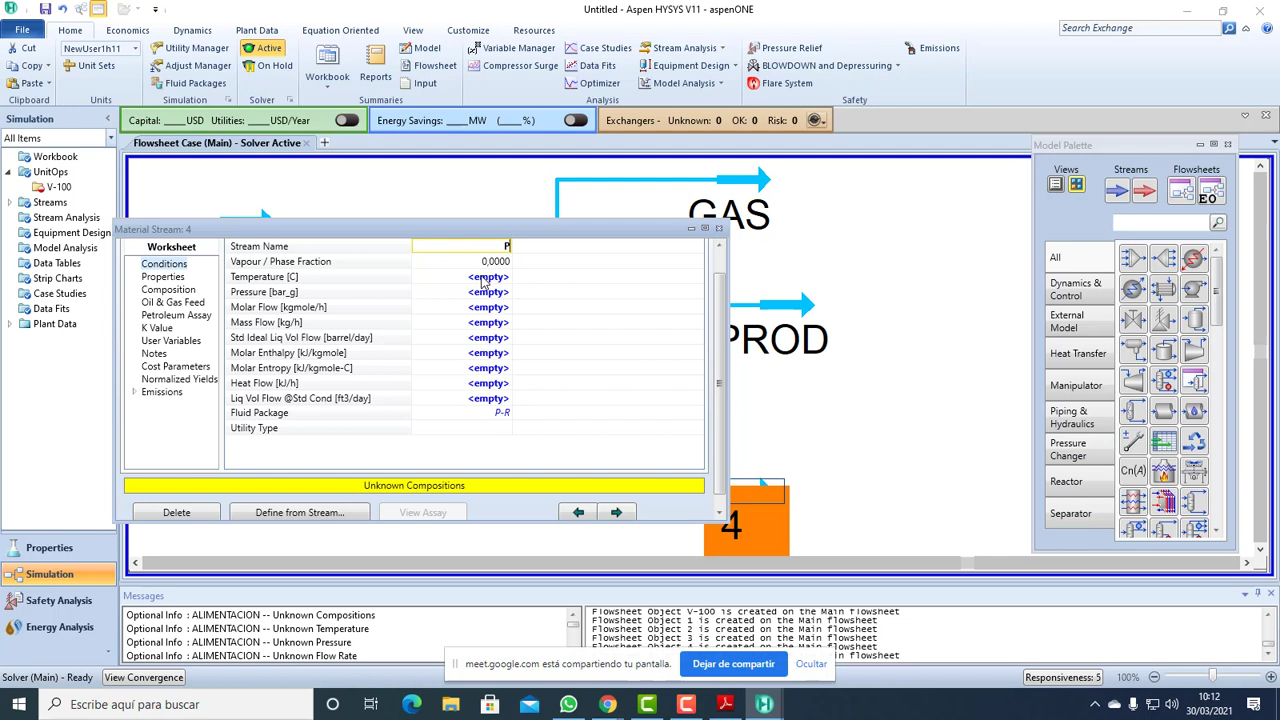 Untitled - Aspen HYSYS V11 - aspenONE
File
Home
Economics
Dynamics
Plant Data
Equation Oriented
View
Customize
Resources
Search Exchange
Cut
NewUser1h11
Utility Manager
Active
Model
Variable Manager
Case Studies
Stream Analysis
Pressure Relief
Emissions
Copy
Unit Sets
Adjust Manager
On Hold
Workbook
Reports
Flowsheet
Compressor Surge
Data Fits
Equipment Design
BLOWDOWN and Depressuring
Paste
Fluid Packages
Input
Optimizer
Model Analysis
Flare System
Clipboard
Units
Simulation
Solver
Summaries
Analysis
Safety
Capital: ____USD Utilities: ____USD/Year
Energy Savings: ____MW (____%)
Exchangers - Unknown: 0 OK: 0 Risk: 0
Simulation
All Items
Workbook
UnitOps
V-100
Streams
Stream Analysis
Equipment Design
Model Analysis
Data Tables
Strip Charts
Case Studies
Data Fits
Plant Data
Properties
Simulation
Safety Analysis
Energy Analysis
Flowsheet Case (Main) - Solver Active
GAS
PROD
4
Material Stream: 4
Worksheet
Conditions
Properties
Composition
Oil & Gas Feed
Petroleum Assay
K Value
User Variables
Notes
Cost Parameters
Normalized Yields
Emissions
Stream Name P
Vapour / Phase Fraction 0,0000
Temperature [C] <empty>
Pressure [bar_g] <empty>
Molar Flow [kgmole/h] <empty>
Mass Flow [kg/h] <empty>
Std Ideal Liq Vol Flow [barrel/day] <empty>
Molar Enthalpy [kJ/kgmole] <empty>
Molar Entropy [kJ/kgmole-C] <empty>
Heat Flow [kJ/h] <empty>
Liq Vol Flow @Std Cond [ft3/day] <empty>
Fluid Package P-R
Utility Type
Unknown Compositions
Delete
Define from Stream...
View Assay
Model Palette
Views
Streams
Flowsheets
EO
All
Dynamics & Control
External Model
Heat Transfer
Manipulator
Piping & Hydraulics
Pressure Changer
Reactor
Separator
Cn(A)
Messages
Optional Info : ALIMENTACION -- Unknown Compositions
Optional Info : ALIMENTACION -- Unknown Temperature
Optional Info : ALIMENTACION -- Unknown Pressure
Optional Info : ALIMENTACION -- Unknown Flow Rate
Flowsheet Object V-100 is created on the Main flowsheet
Flowsheet Object 1 is created on the Main flowsheet
Flowsheet Object 2 is created on the Main flowsheet
Flowsheet Object 3 is created on the Main flowsheet
Flowsheet Object 4 is created on the Main flowsheet
meet.google.com está compartiendo tu pantalla.
Dejar de compartir
Ocultar
Solver (Main) - Ready
View Convergence
Responsiveness: 5
100%
Escribe aquí para buscar
10:12
30/03/2021